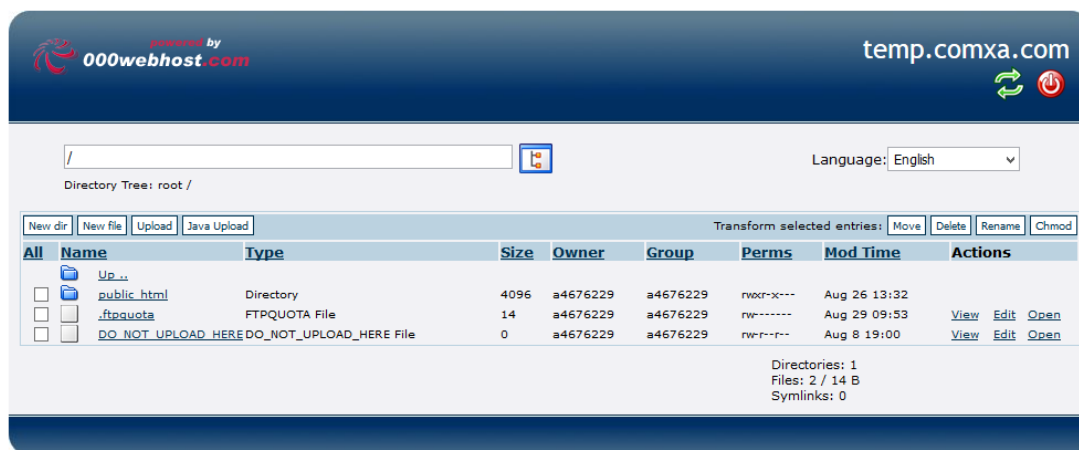 powered by
000webhost.com
temp.comxa.com
/
Language: English
Directory Tree: root /
New dir New file Upload Java Upload Transform selected entries: Move Delete Rename Chmod
All Name Type Size Owner Group Perms Mod Time Actions
Up ..
public_html Directory 4096 a4676229 a4676229 rwxr-x--- Aug 26 13:32
.ftpquota FTPQUOTA File 14 a4676229 a4676229 rw------- Aug 29 09:53 View Edit Open
DO_NOT_UPLOAD_HERE DO_NOT_UPLOAD_HERE File 0 a4676229 a4676229 rw-r--r-- Aug 8 19:00 View Edit Open
Directories: 1
Files: 2 / 14 B
Symlinks: 0